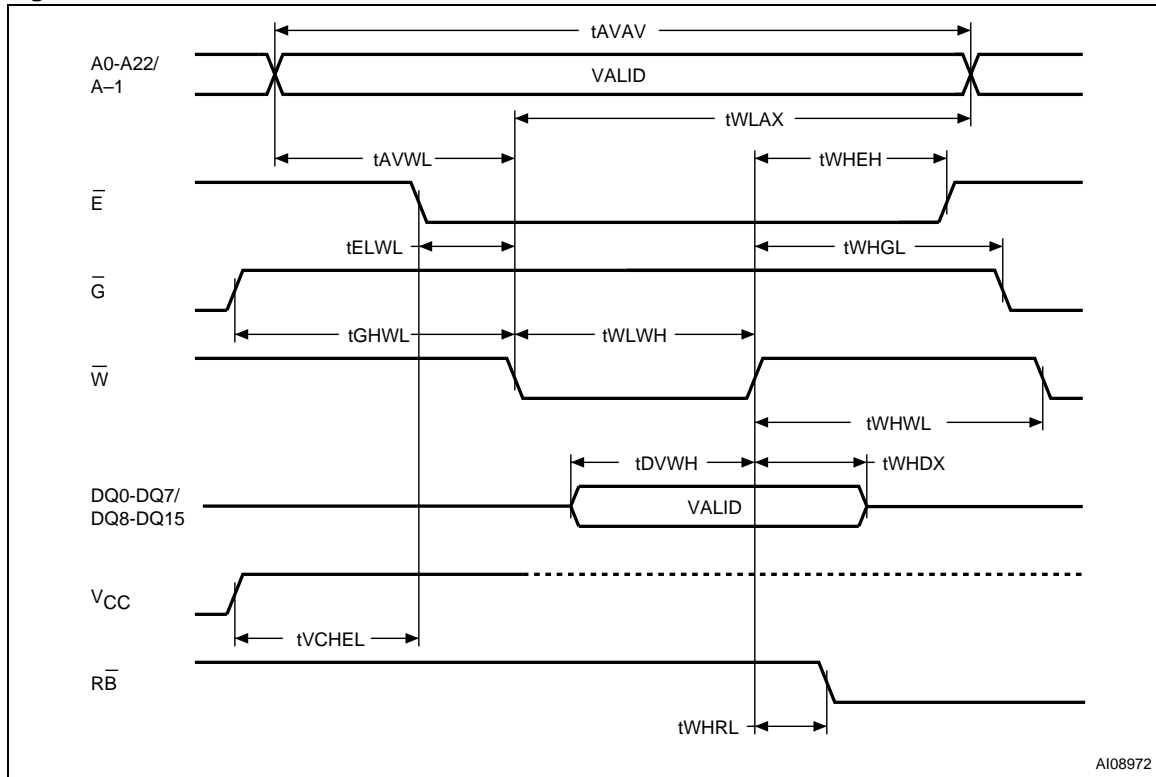 tAVAV
A0-A22/
A–1
VALID
tWLAX
tAVWL
tWHEH
E̅
tELWL
tWHGL
G̅
tGHWL
tWLWH
W̅
tWHWL
tDVWH
tWHDX
DQ0-DQ7/
DQ8-DQ15
VALID
VCC
tVCHEL
RB̅
tWHRL
AI08972